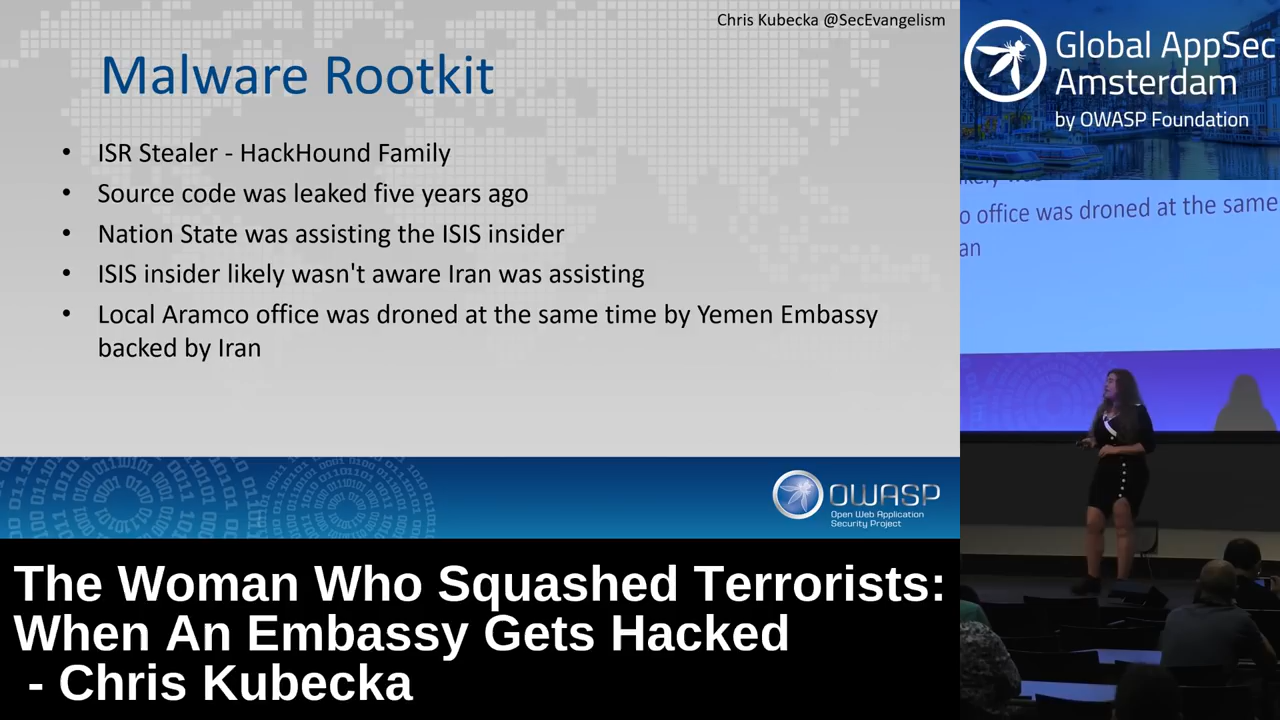 Chris Kubecka @SecEvangelism
Malware Rootkit
• ISR Stealer - HackHound Family
• Source code was leaked five years ago
• Nation State was assisting the ISIS insider
• ISIS insider likely wasn't aware Iran was assisting
• Local Aramco office was droned at the same time by Yemen Embassy
backed by Iran
OWASP
Open Web Application
Security Project
The Woman Who Squashed Terrorists:
When An Embassy Gets Hacked
- Chris Kubecka
Global AppSec
Amsterdam
by OWASP Foundation
o office was droned at the same
an